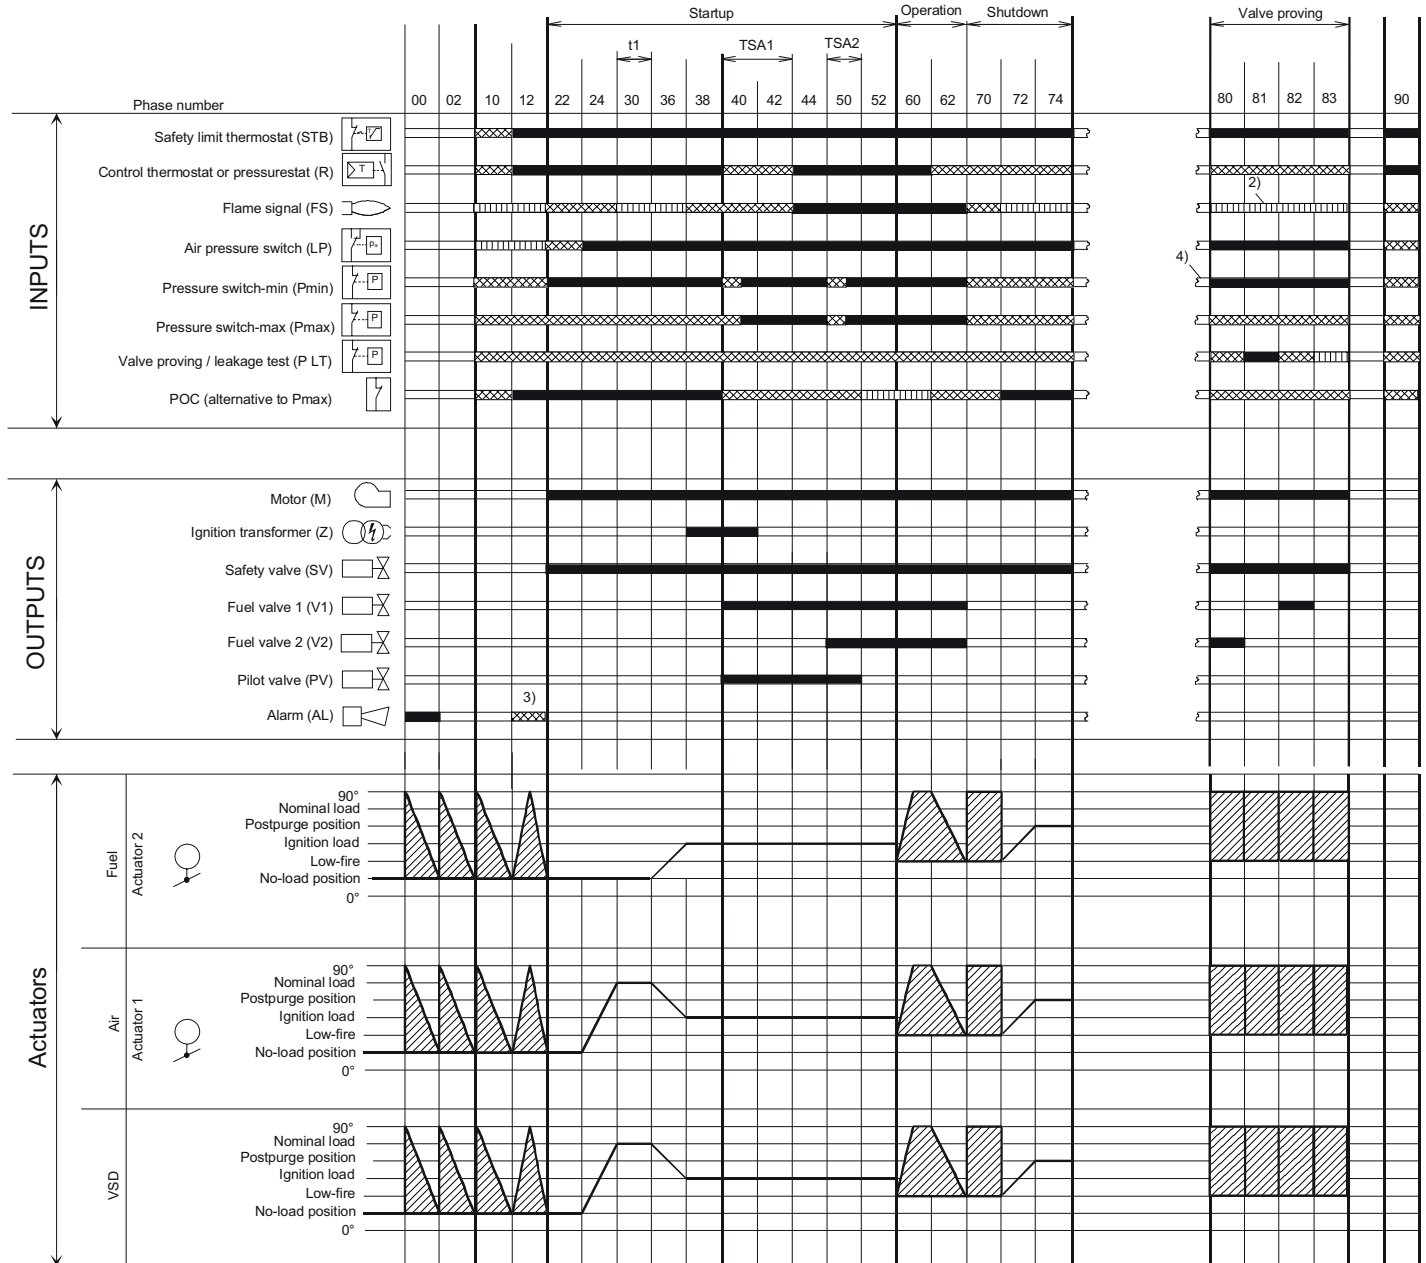 Startup Operation Shutdown Valve proving
t1 TSA1 TSA2
Phase number 00 02 10 12 22 24 30 36 38 40 42 44 50 52 60 62 70 72 74 80 81 82 83 90
INPUTS
Safety limit thermostat (STB)
Control thermostat or pressurestat (R) T
2)
Flame signal (FS)
Air pressure switch (LP) Pa
4)
Pressure switch-min (Pmin) P
Pressure switch-max (Pmax) P
Valve proving / leakage test (P LT) P
POC (alternative to Pmax)
OUTPUTS
Motor (M)
Ignition transformer (Z)
Safety valve (SV)
Fuel valve 1 (V1)
Fuel valve 2 (V2)
Pilot valve (PV)
3)
Alarm (AL)
Actuators
Fuel
Actuator 2
90°
Nominal load
Postpurge position
Ignition load
Low-fire
No-load position
0°
Air
Actuator 1
90°
Nominal load
Postpurge position
Ignition load
Low-fire
No-load position
0°
VSD
90°
Nominal load
Postpurge position
Ignition load
Low-fire
No-load position
0°